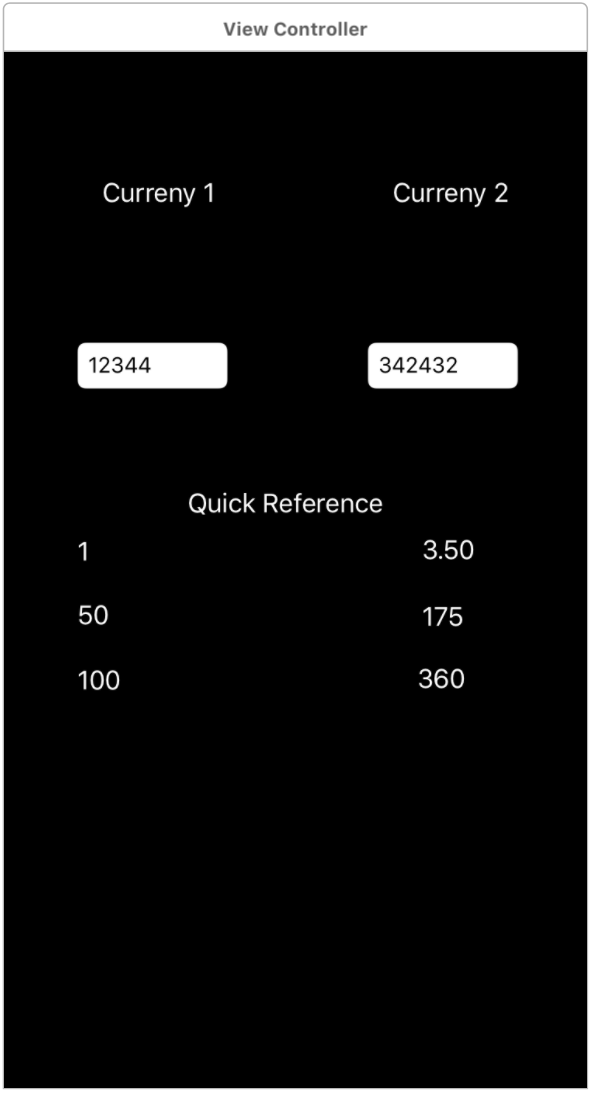 View Controller
Curreny 1 Curreny 2
12344 342432
Quick Reference
1 3.50
50 175
100 360